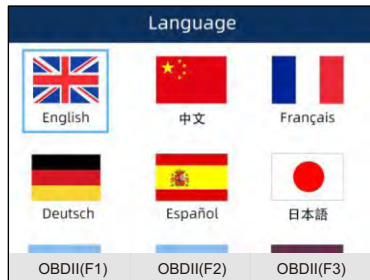 Language
English 中文 Français
Deutsch Español 日本語
OBDII(F1) OBDII(F2) OBDII(F3)